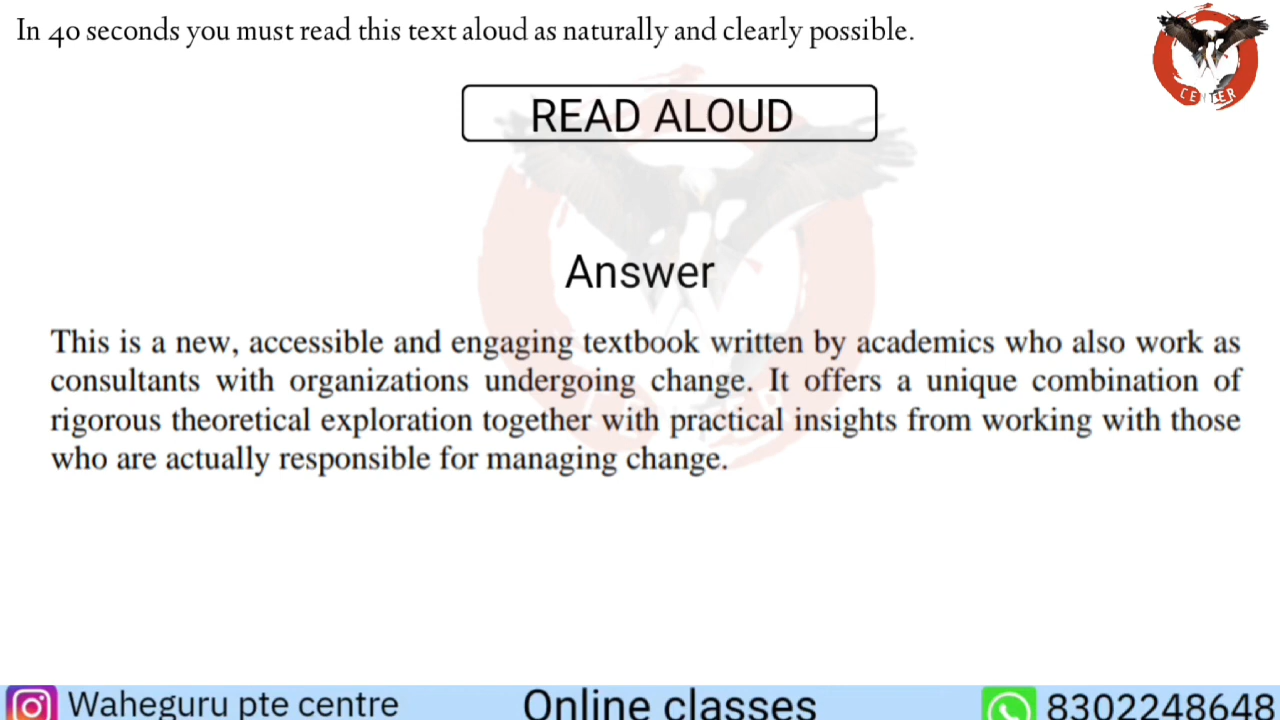 In 40 seconds you must read this text aloud as naturally and clearly possible.
CENTER
READ ALOUD
Answer
This is a new, accessible and engaging textbook written by academics who also work as
consultants with organizations undergoing change. It offers a unique combination of
rigorous theoretical exploration together with practical insights from working with those
who are actually responsible for managing change.
Waheguru pte centre
Online classes
8302248648